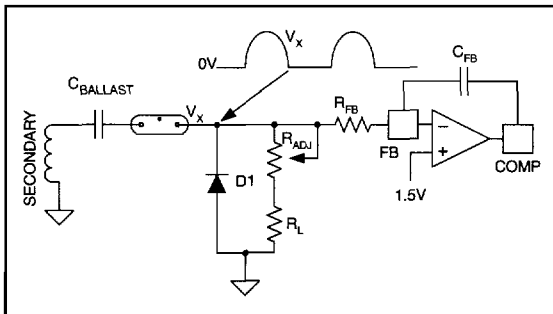 V_X
0V
C_BALLAST
C_FB
V_X
R_FB
SECONDARY
R_ADJ
FB
−
+
COMP
D1
1.5V
R_L